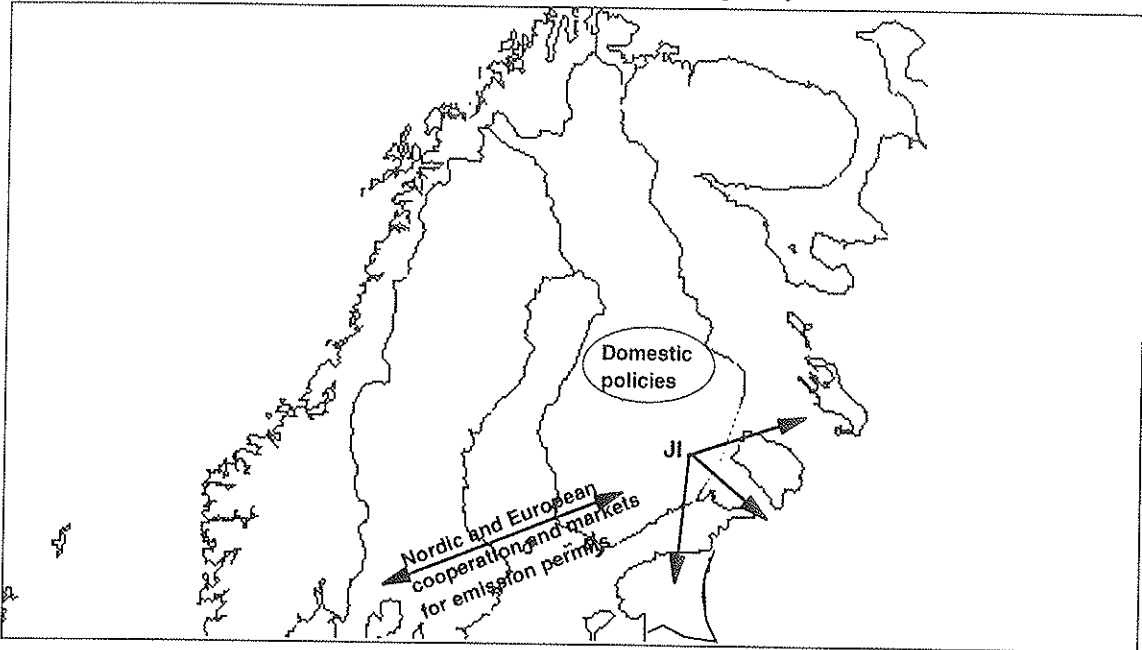 Domestic
policies
JI
Nordic and European
cooperation and markets
for emission permits